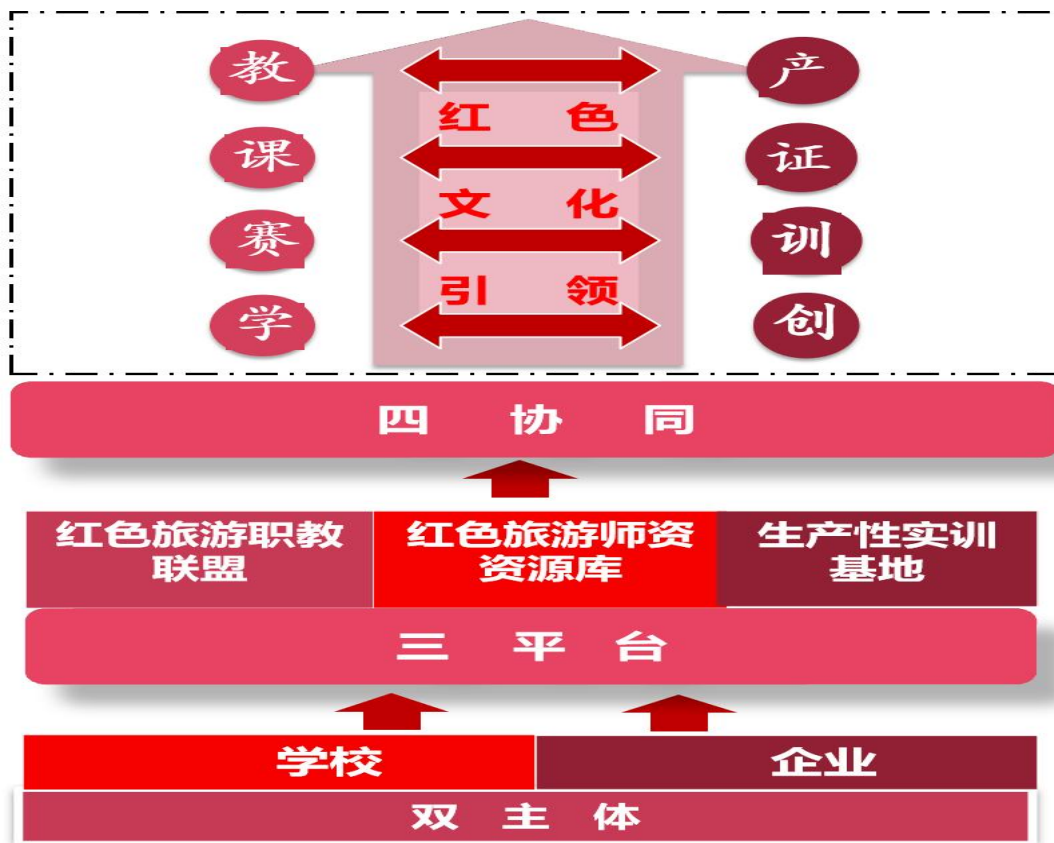 教 产
红 色
课 证
文 化
赛 训
引 领
学 创
四 协 同
红色旅游职教
联盟
红色旅游师资
资源库
生产性实训
基地
三 平 台
学校
企业
双 主 体